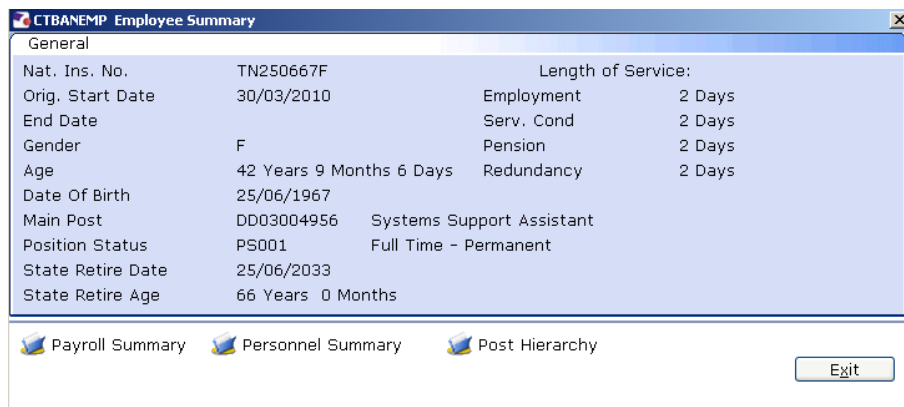 CTBANEMP Employee Summary
General
Nat. Ins. No. TN250667F Length of Service:
Orig. Start Date 30/03/2010 Employment 2 Days
End Date Serv. Cond 2 Days
Gender F Pension 2 Days
Age 42 Years 9 Months 6 Days Redundancy 2 Days
Date Of Birth 25/06/1967
Main Post DD03004956 Systems Support Assistant
Position Status PS001 Full Time - Permanent
State Retire Date 25/06/2033
State Retire Age 66 Years 0 Months
Payroll Summary Personnel Summary Post Hierarchy
Exit